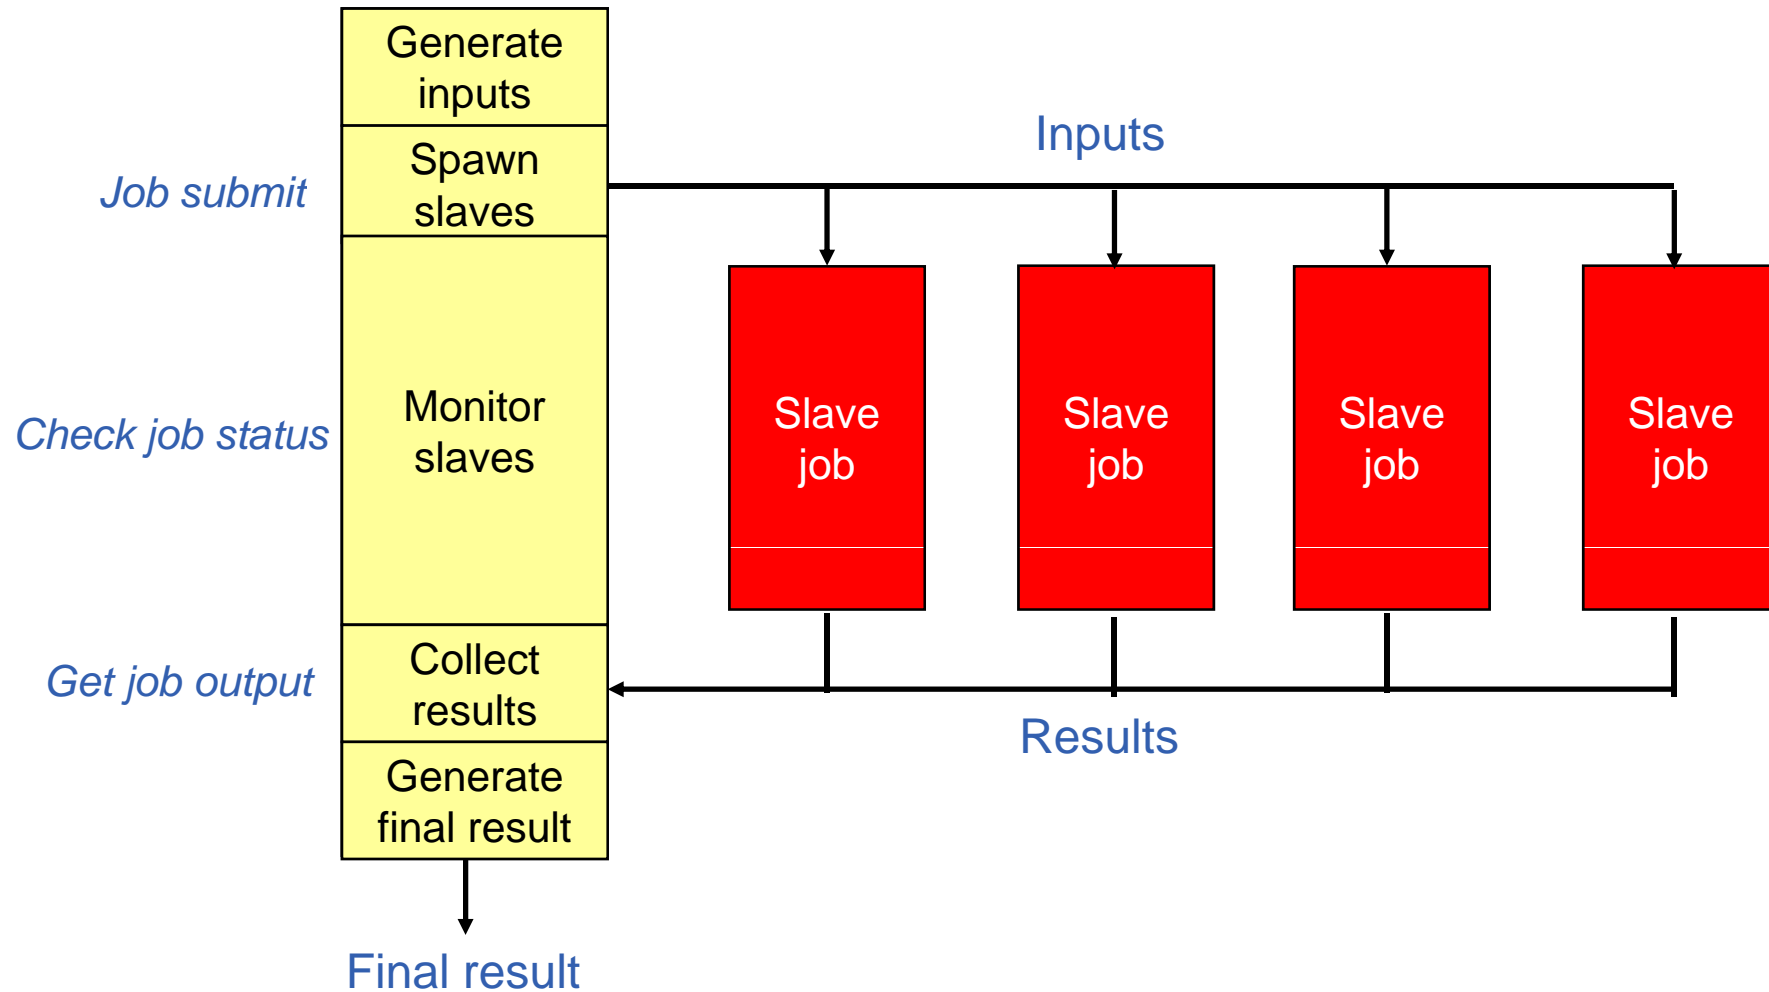 Generate
inputs
Inputs
Job submit
Spawn
slaves
Check job status
Monitor
slaves
Slave
job
Slave
job
Slave
job
Slave
job
Get job output
Collect
results
Results
Generate
final result
Final result